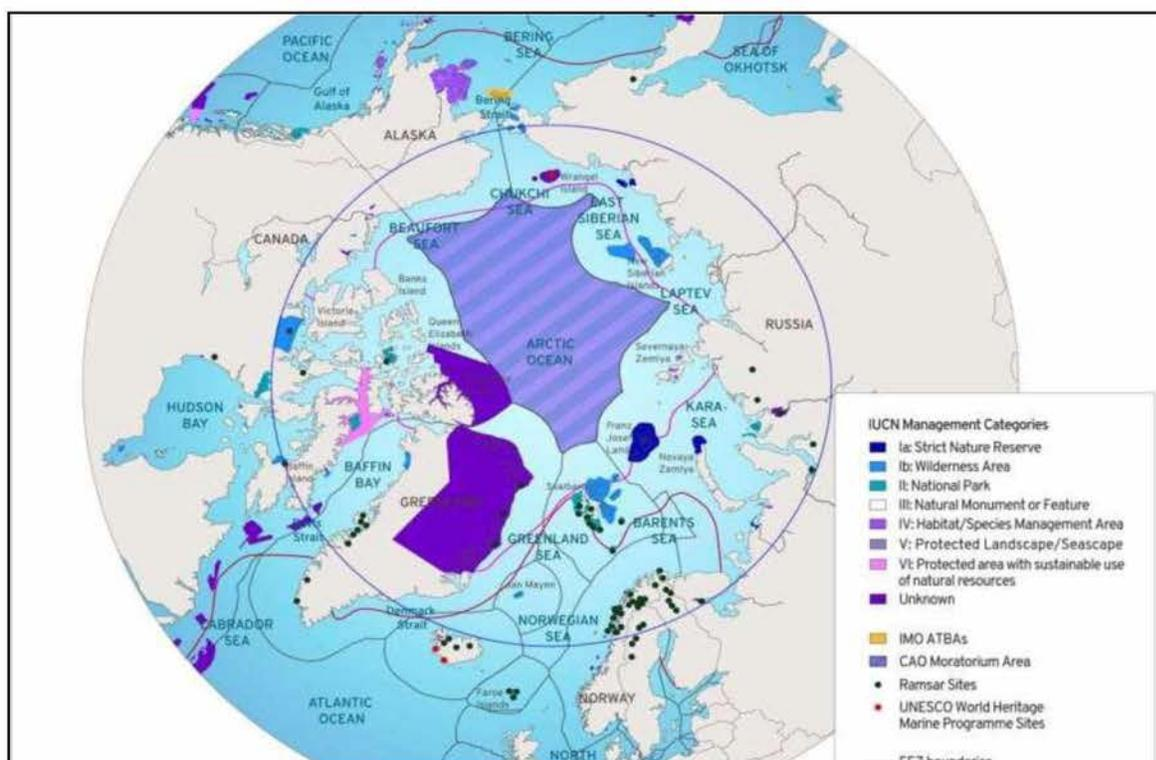 PACIFIC
OCEAN
BERING
SEA
SEA OF
OKHOTSK
Gulf of
Alaska
Bering
Strait
ALASKA
Wrangel
Island
CHUKCHI
SEA
EAST
SIBERIAN
SEA
BEAUFORT
SEA
CANADA
New
Siberian
Islands
Banks
Island
LAPTEV
SEA
Victoria
Island
Queen
Elizabeth
Islands
RUSSIA
ARCTIC
OCEAN
Severnaya
Zemlya
HUDSON
BAY
KARA-
SEA
Franz
Josef
Land
Novaya
Zemlya
Baffin
Island
BAFFIN
BAY
Svalbard
GREENLAND
BARENTS
SEA
Strait
GREENLAND
SEA
Jan Mayen
Denmark
Strait
NORWEGIAN
SEA
LABRADOR
SEA
ATLANTIC
OCEAN
Faroe
Islands
NORWAY
NORTH
IUCN Management Categories
Ia: Strict Nature Reserve
Ib: Wilderness Area
II: National Park
III: Natural Monument or Feature
IV: Habitat/Species Management Area
V: Protected Landscape/Seascape
VI: Protected area with sustainable use
of natural resources
Unknown
IMO ATBAs
CAO Moratorium Area
Ramsar Sites
UNESCO World Heritage
Marine Programme Sites
EEZ boundaries